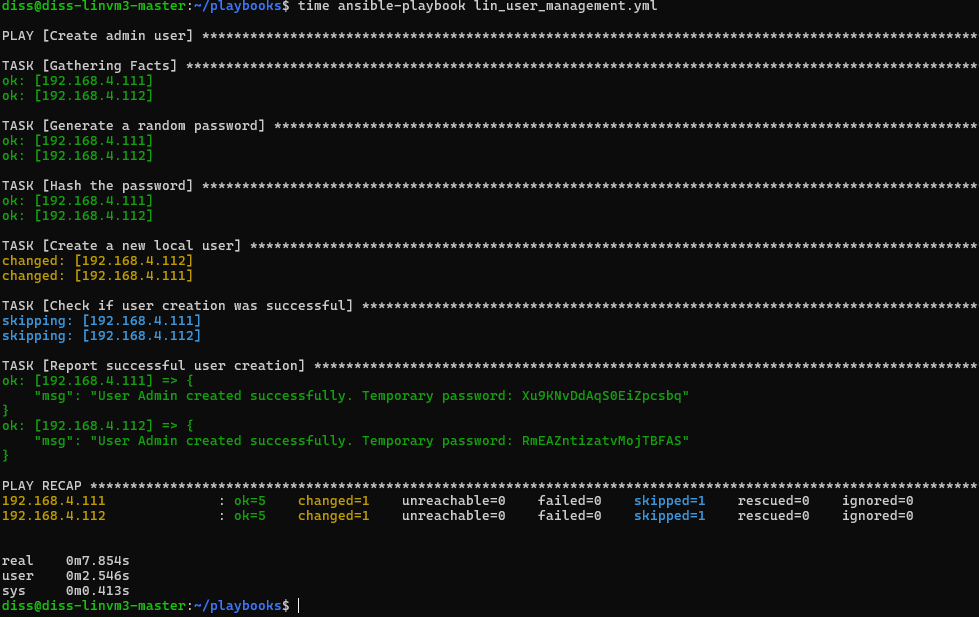 diss@diss-linvm3-master:~/playbooks$ time ansible-playbook lin_user_management.yml
PLAY [Create admin user] *************************************************************************************************
TASK [Gathering Facts] ***************************************************************************************************
ok: [192.168.4.111]
ok: [192.168.4.112]
TASK [Generate a random password] ****************************************************************************************
ok: [192.168.4.111]
ok: [192.168.4.112]
TASK [Hash the password] *************************************************************************************************
ok: [192.168.4.111]
ok: [192.168.4.112]
TASK [Create a new local user] *******************************************************************************************
changed: [192.168.4.112]
changed: [192.168.4.111]
TASK [Check if user creation was successful] *****************************************************************************
skipping: [192.168.4.111]
skipping: [192.168.4.112]
TASK [Report successful user creation] ***********************************************************************************
ok: [192.168.4.111] => {
    "msg": "User Admin created successfully. Temporary password: Xu9KNvDdAqS0EiZpcsbq"
}
ok: [192.168.4.112] => {
    "msg": "User Admin created successfully. Temporary password: RmEAZntizatvMojTBFAS"
}
PLAY RECAP ***************************************************************************************************************
192.168.4.111              : ok=5    changed=1    unreachable=0    failed=0    skipped=1    rescued=0    ignored=0
192.168.4.112              : ok=5    changed=1    unreachable=0    failed=0    skipped=1    rescued=0    ignored=0
real    0m7.854s
user    0m2.546s
sys     0m0.413s
diss@diss-linvm3-master:~/playbooks$